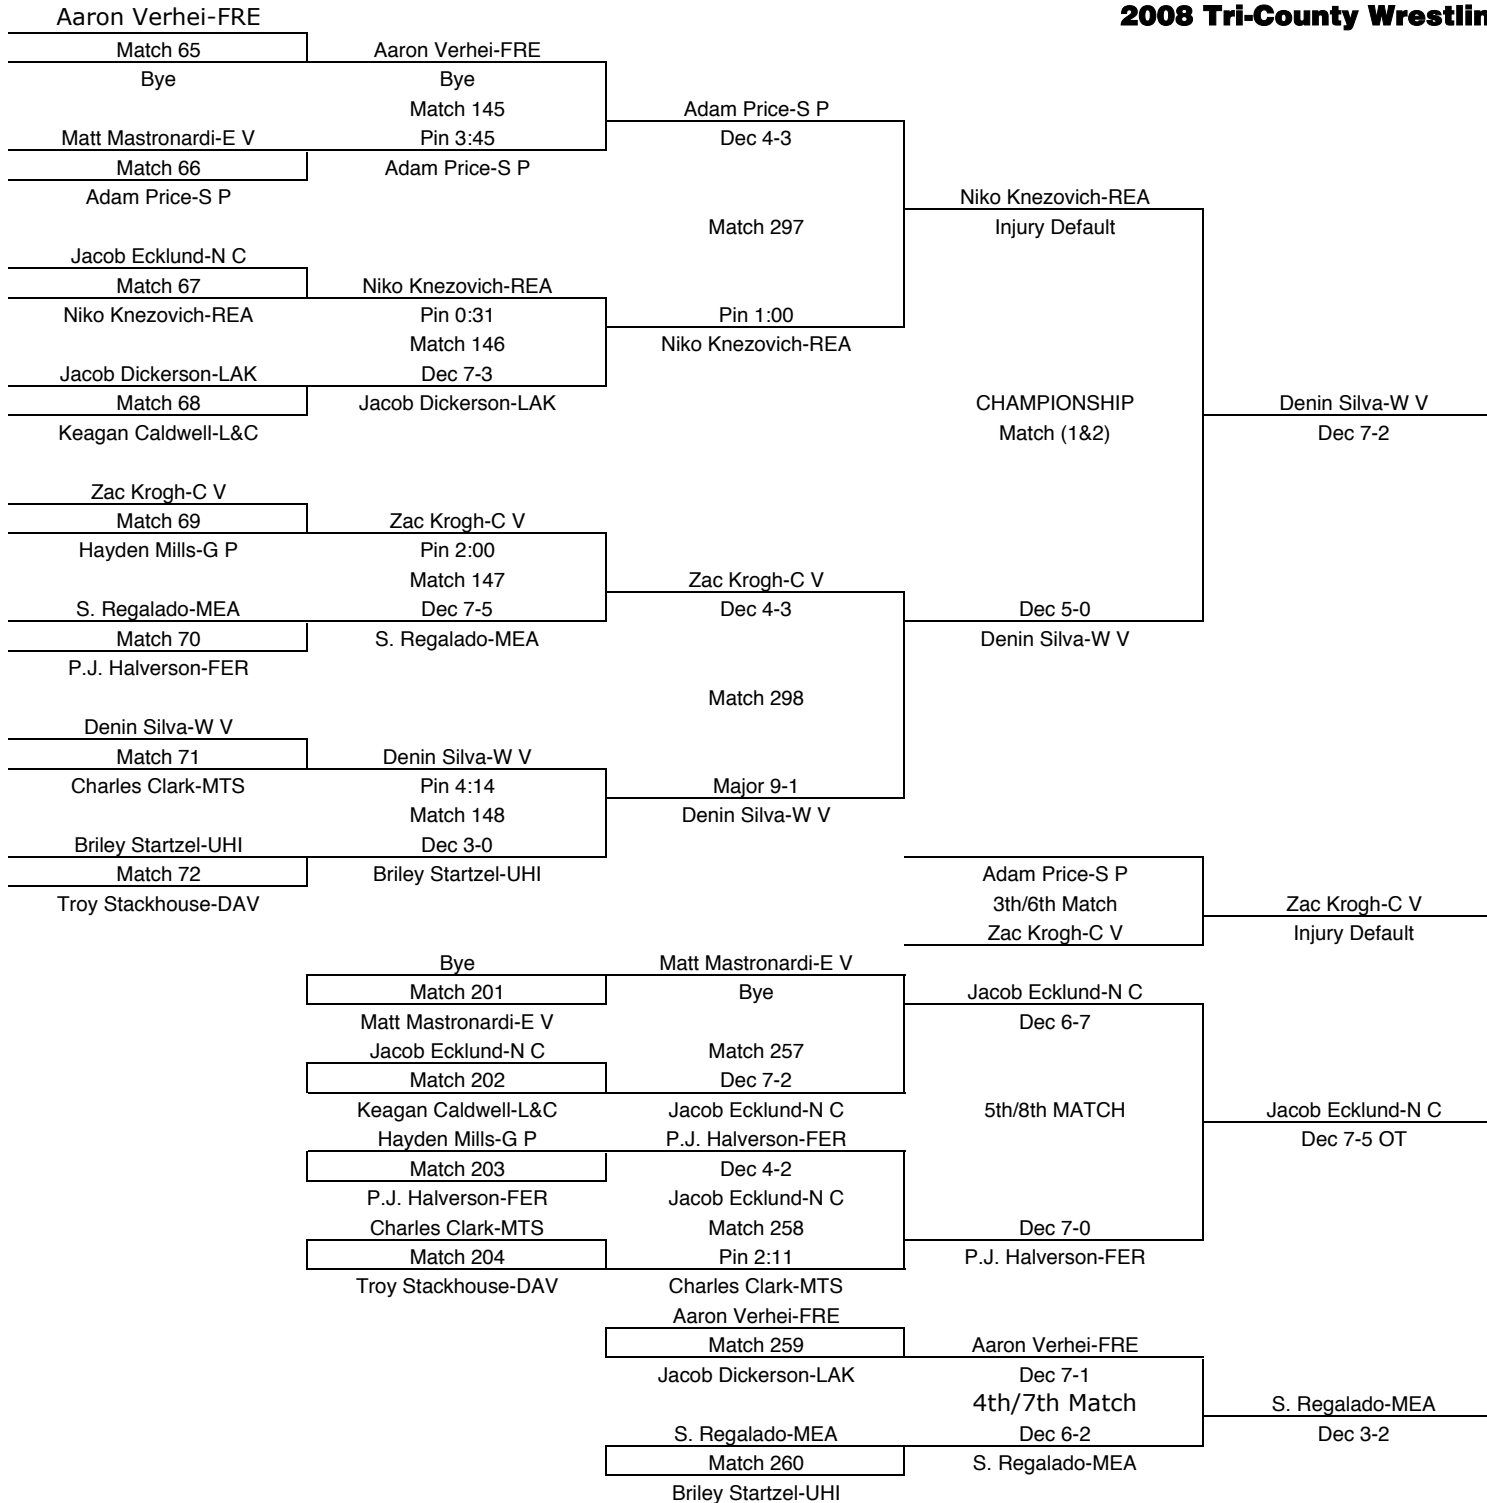 Aaron Verhei-FRE
2008 Tri-County Wrestlin
Match 65
Aaron Verhei-FRE
Bye
Bye
Match 145
Adam Price-S P
Matt Mastronardi-E V
Pin 3:45
Dec 4-3
Match 66
Adam Price-S P
Adam Price-S P
Niko Knezovich-REA
Match 297
Injury Default
Jacob Ecklund-N C
Match 67
Niko Knezovich-REA
Niko Knezovich-REA
Pin 0:31
Pin 1:00
Match 146
Niko Knezovich-REA
Jacob Dickerson-LAK
Dec 7-3
Match 68
Jacob Dickerson-LAK
CHAMPIONSHIP
Denin Silva-W V
Keagan Caldwell-L&C
Match (1&2)
Dec 7-2
Zac Krogh-C V
Match 69
Zac Krogh-C V
Hayden Mills-G P
Pin 2:00
Match 147
Zac Krogh-C V
S. Regalado-MEA
Dec 7-5
Dec 4-3
Dec 5-0
Match 70
S. Regalado-MEA
Denin Silva-W V
P.J. Halverson-FER
Match 298
Denin Silva-W V
Match 71
Denin Silva-W V
Charles Clark-MTS
Pin 4:14
Major 9-1
Match 148
Denin Silva-W V
Briley Startzel-UHI
Dec 3-0
Match 72
Briley Startzel-UHI
Adam Price-S P
Troy Stackhouse-DAV
3th/6th Match
Zac Krogh-C V
Zac Krogh-C V
Injury Default
Bye
Matt Mastronardi-E V
Match 201
Bye
Jacob Ecklund-N C
Matt Mastronardi-E V
Dec 6-7
Jacob Ecklund-N C
Match 257
Match 202
Dec 7-2
Keagan Caldwell-L&C
Jacob Ecklund-N C
5th/8th MATCH
Jacob Ecklund-N C
Hayden Mills-G P
P.J. Halverson-FER
Dec 7-5 OT
Match 203
Dec 4-2
P.J. Halverson-FER
Jacob Ecklund-N C
Charles Clark-MTS
Match 258
Dec 7-0
Match 204
Pin 2:11
P.J. Halverson-FER
Troy Stackhouse-DAV
Charles Clark-MTS
Aaron Verhei-FRE
Match 259
Aaron Verhei-FRE
Jacob Dickerson-LAK
Dec 7-1
4th/7th Match
S. Regalado-MEA
S. Regalado-MEA
Dec 6-2
Dec 3-2
Match 260
S. Regalado-MEA
Briley Startzel-UHI